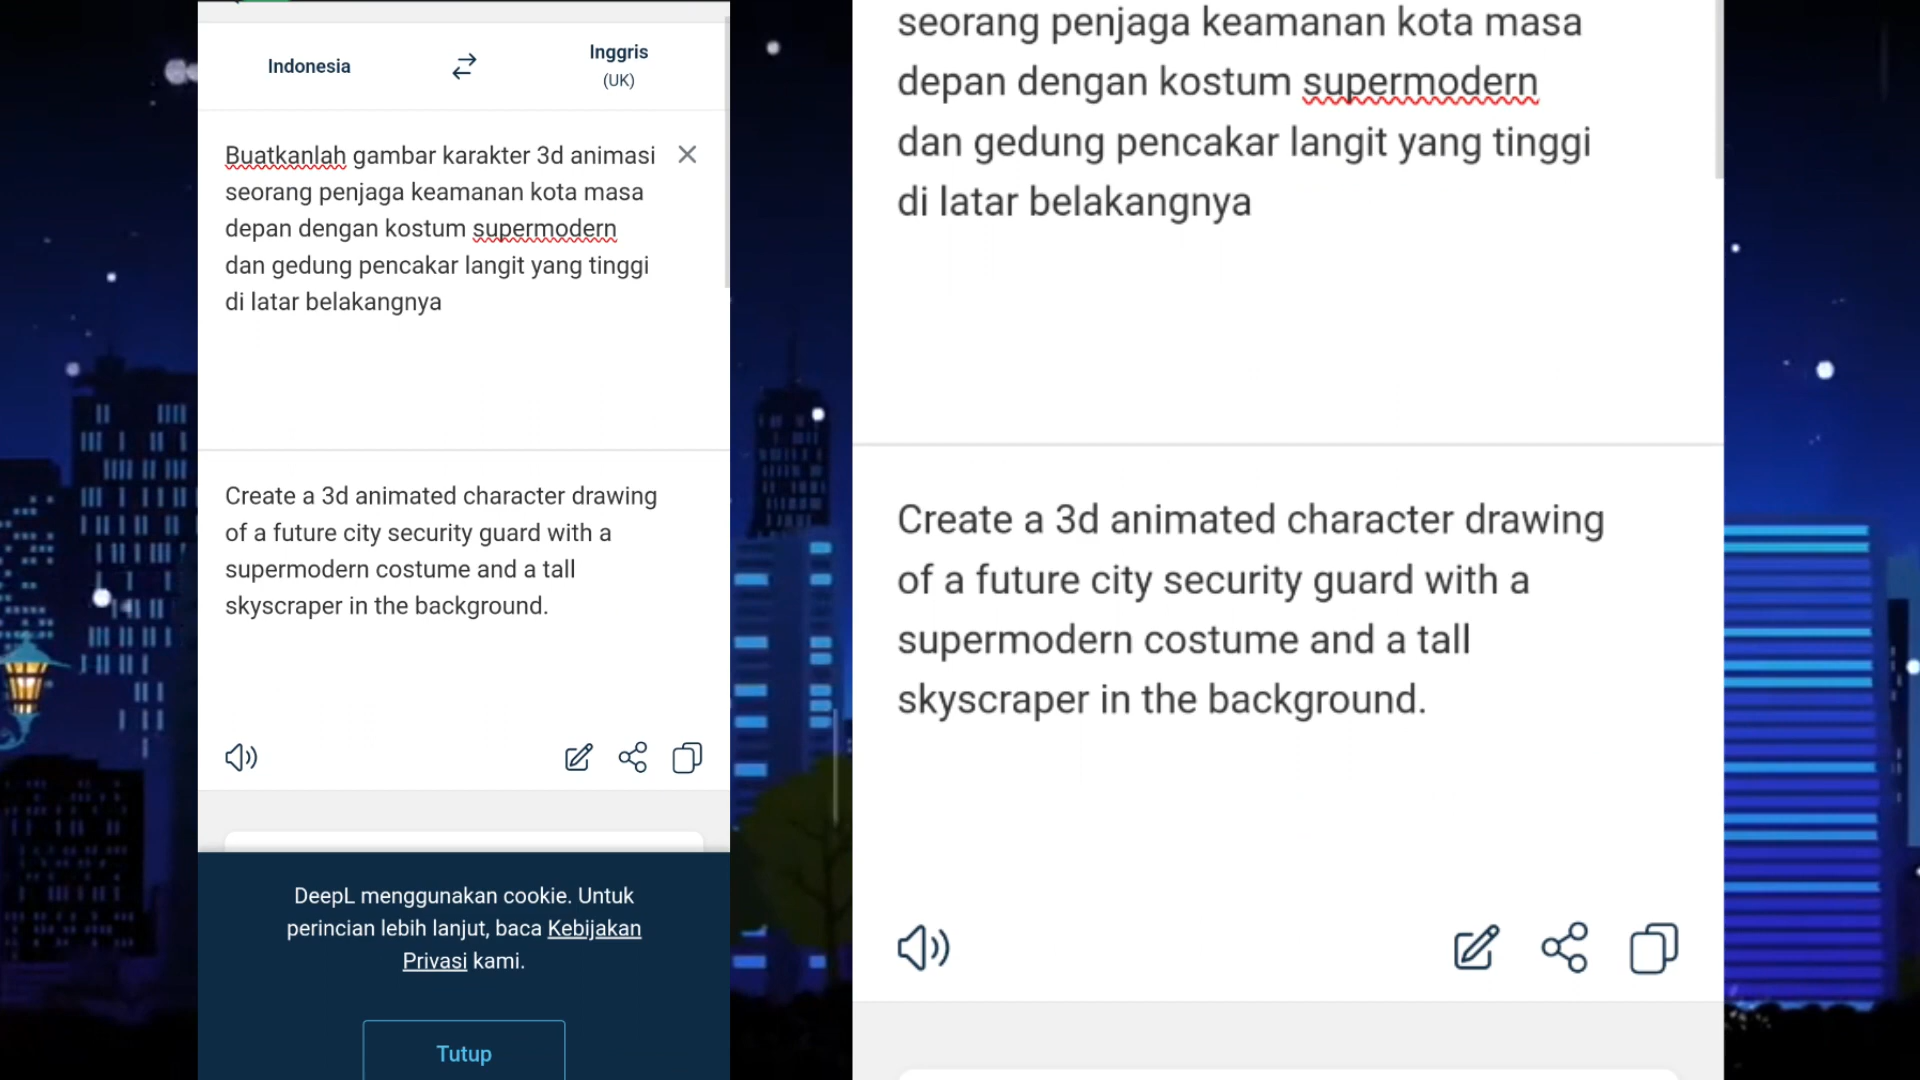 Indonesia
Inggris
(UK)
Buatkanlah gambar karakter 3d animasi
seorang penjaga keamanan kota masa
depan dengan kostum supermodern
dan gedung pencakar langit yang tinggi
di latar belakangnya
Create a 3d animated character drawing
of a future city security guard with a
supermodern costume and a tall
skyscraper in the background.
DeepL menggunakan cookie. Untuk
perincian lebih lanjut, baca Kebijakan
Privasi kami.
Tutup
seorang penjaga keamanan kota masa
depan dengan kostum supermodern
dan gedung pencakar langit yang tinggi
di latar belakangnya
Create a 3d animated character drawing
of a future city security guard with a
supermodern costume and a tall
skyscraper in the background.